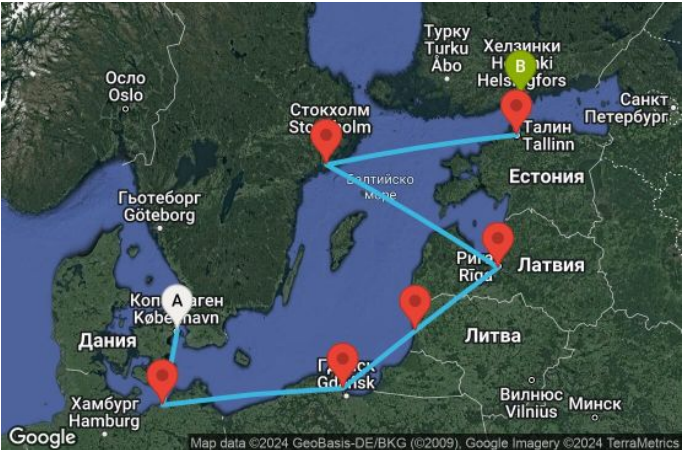 Турку
Turku
Åbo
Хелзинки
Helsinki
Helsingfors
B
Осло
Oslo
Санкт
Петербург
Стокхолм
Stockholm
Талин
Tallinn
Балтийско
море
Естония
Гьотеборг
Göteborg
Рига
Rīga
Латвия
A
Копенхаген
København
Дания
Литва
Гданск
Gdańsk
Хамбург
Hamburg
Вилнюс
Vilnius
Минск
Google
Map data ©2024 GeoBasis-DE/BKG (©2009), Google Imagery ©2024 TerraMetrics